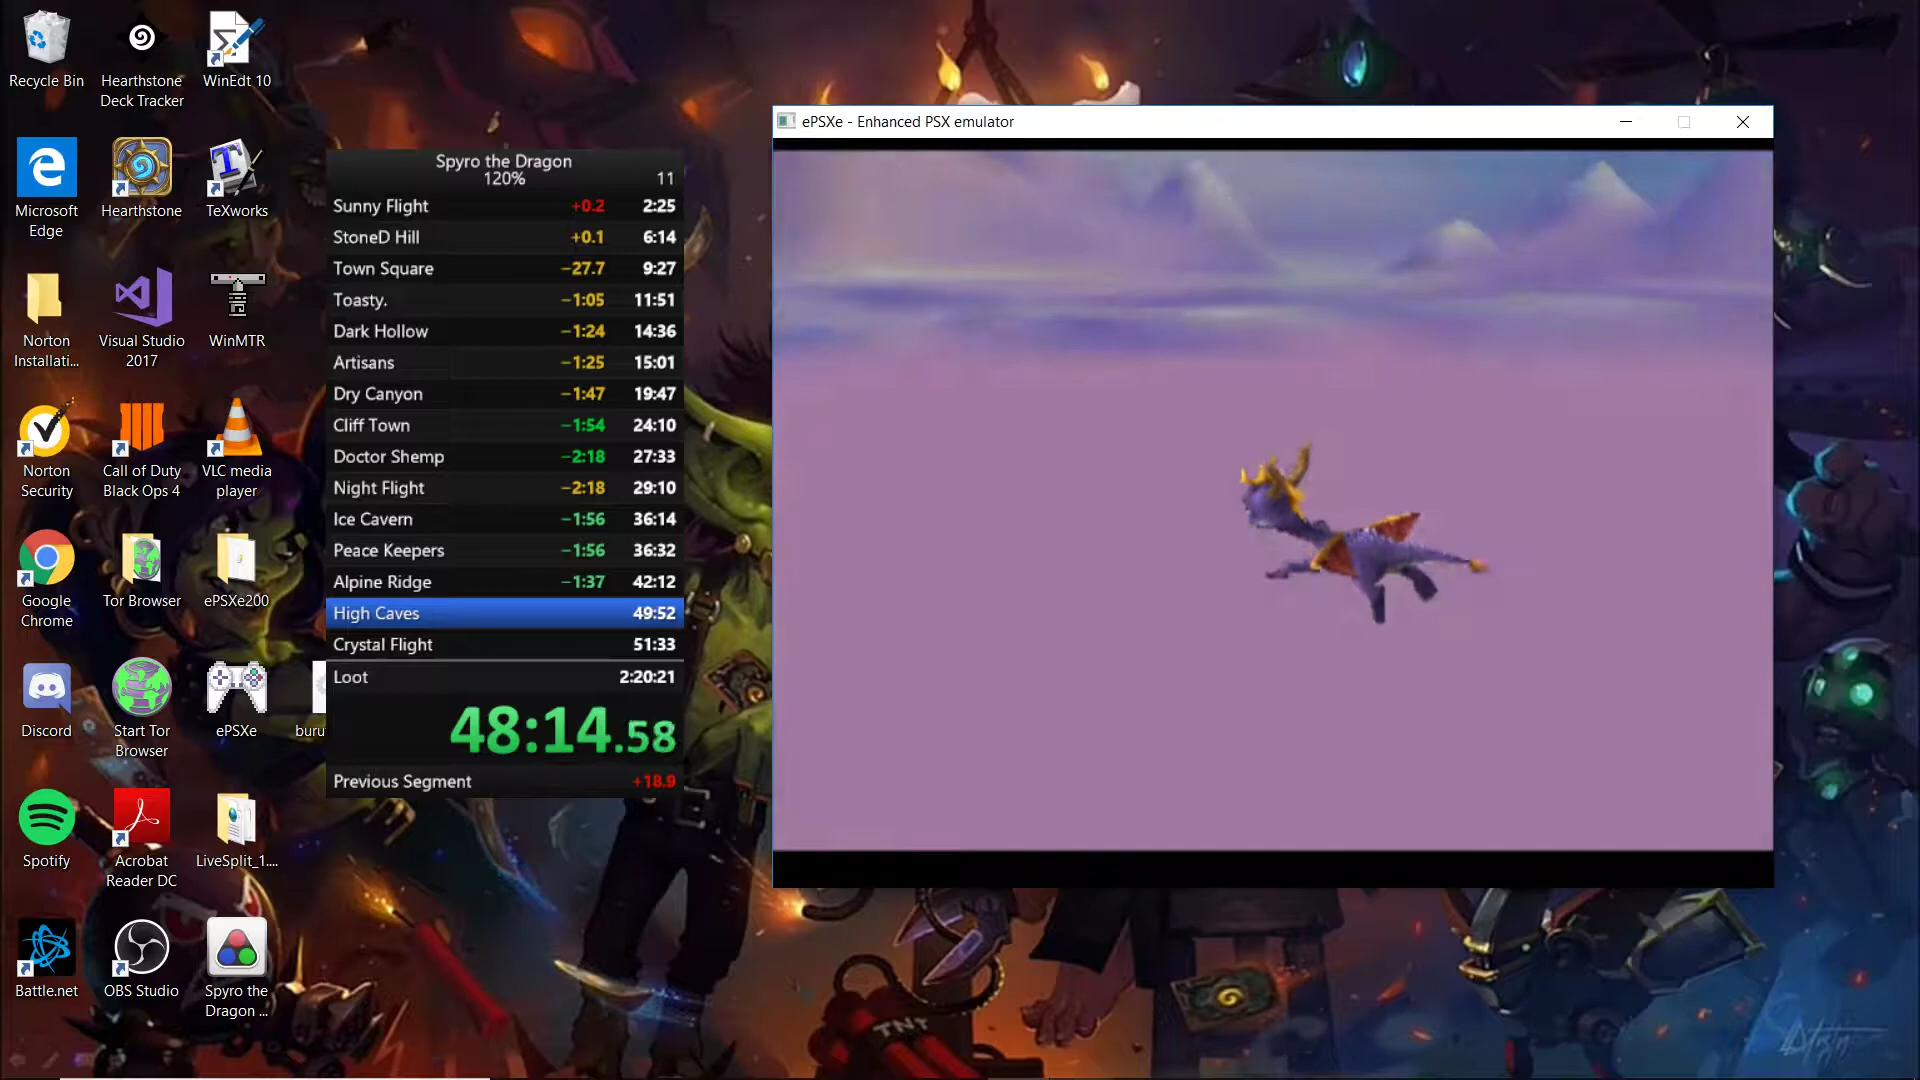 Recycle Bin
Hearthstone
Deck Tracker
WinEdt 10
Microsoft
Edge
Hearthstone
TeXworks
Norton
Installati...
Visual Studio
2017
WinMTR
Norton
Security
Call of Duty
Black Ops 4
VLC media
player
Google
Chrome
Tor Browser
ePSXe200
Discord
Start Tor
Browser
ePSXe
buru
Spotify
Acrobat
Reader DC
LiveSplit_1....
Battle.net
OBS Studio
Spyro the
Dragon ...
Spyro the Dragon
120% 11
Sunny Flight +0.2 2:25
StoneD Hill +0.1 6:14
Town Square −27.7 9:27
Toasty. −1:05 11:51
Dark Hollow −1:24 14:36
Artisans −1:25 15:01
Dry Canyon −1:47 19:47
Cliff Town −1:54 24:10
Doctor Shemp −2:18 27:33
Night Flight −2:18 29:10
Ice Cavern −1:56 36:14
Peace Keepers −1:56 36:32
Alpine Ridge −1:37 42:12
High Caves 49:52
Crystal Flight 51:33
Loot 2:20:21
48:14.58
Previous Segment +18.9
ePSXe - Enhanced PSX emulator
TNT